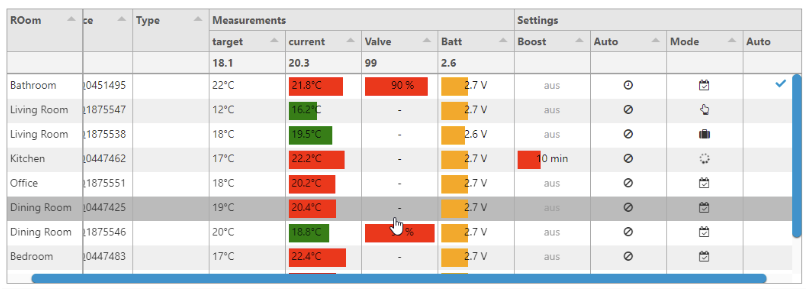 ROom ce Type Measurements Settings
target current Valve Batt Boost Auto Mode Auto
18.1 20.3 99 2.6
Bathroom 0451495 22°C 21.8°C 90 % 2.7 V aus
Living Room 1875547 12°C 16.2°C - 2.7 V aus
Living Room 1875538 18°C 19.5°C - 2.6 V aus
Kitchen 0447462 17°C 22.2°C - 2.7 V 10 min
Office 1875551 18°C 20.2°C - 2.7 V aus
Dining Room 0447425 19°C 20.4°C - 2.7 V aus
Dining Room 1875546 20°C 18.8°C % 2.7 V aus
Bedroom 0447483 17°C 22.4°C - 2.7 V aus